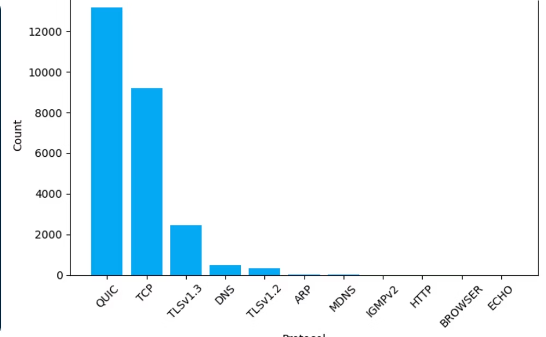 12000
10000
8000
6000
4000
2000
0
Count
QUIC
TCP
TLSv1.3
DNS
TLSv1.2
ARP
MDNS
IGMPv2
HTTP
BROWSER
ECHO
Protocol